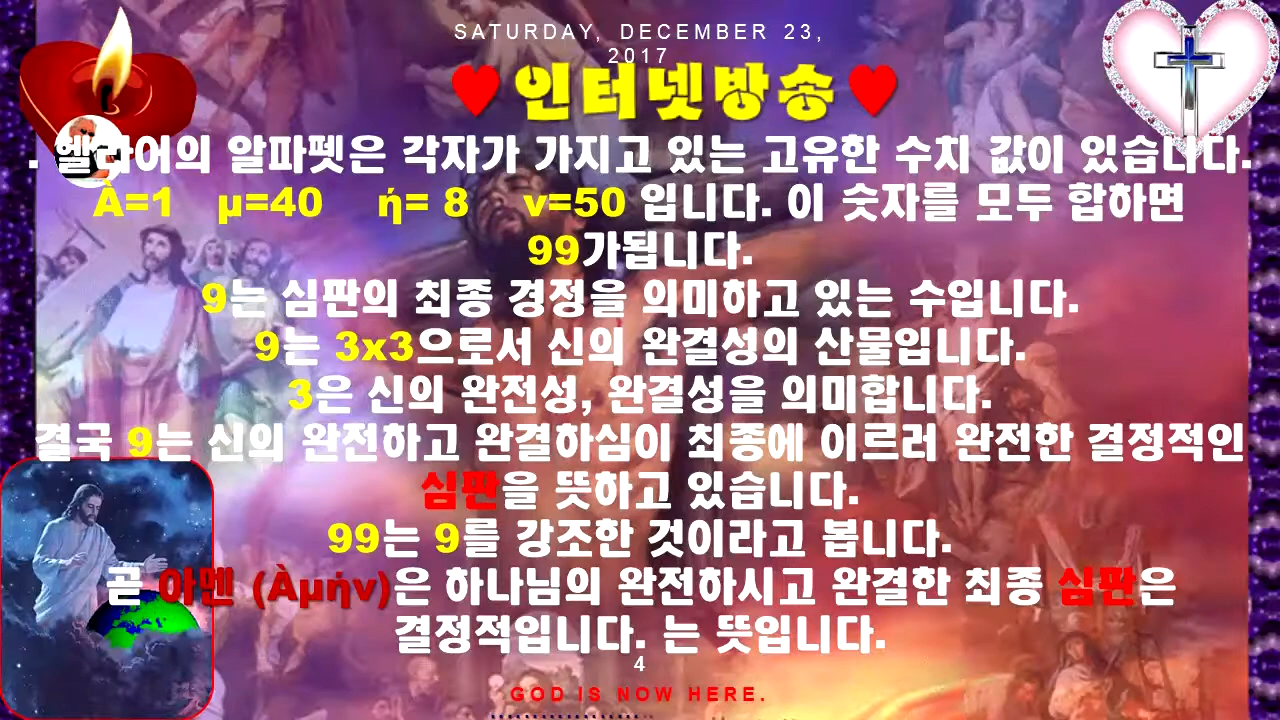 SATURDAY, DECEMBER 23,
2017
♥인터넷방송♥
. 헬라어의 알파펫은 각자가 가지고 있는 고유한 수치 값이 있습니다.
À=1 μ=40 ή= 8 ν=50 입니다. 이 숫자를 모두 합하면
99가됩니다.
9는 심판의 최종 경정을 의미하고 있는 수입니다.
9는 3x3으로서 신의 완결성의 산물입니다.
3은 신의 완전성, 완결성을 의미합니다.
결국 9는 신의 완전하고 완결하심이 최종에 이르러 완전한 결정적인
심판을 뜻하고 있습니다.
99는 9를 강조한 것이라고 봅니다.
곧 아멘 (Àμήν)은 하나님의 완전하시고 완결한 최종 심판은
결정적입니다. 는 뜻입니다.
4
GOD IS NOW HERE.